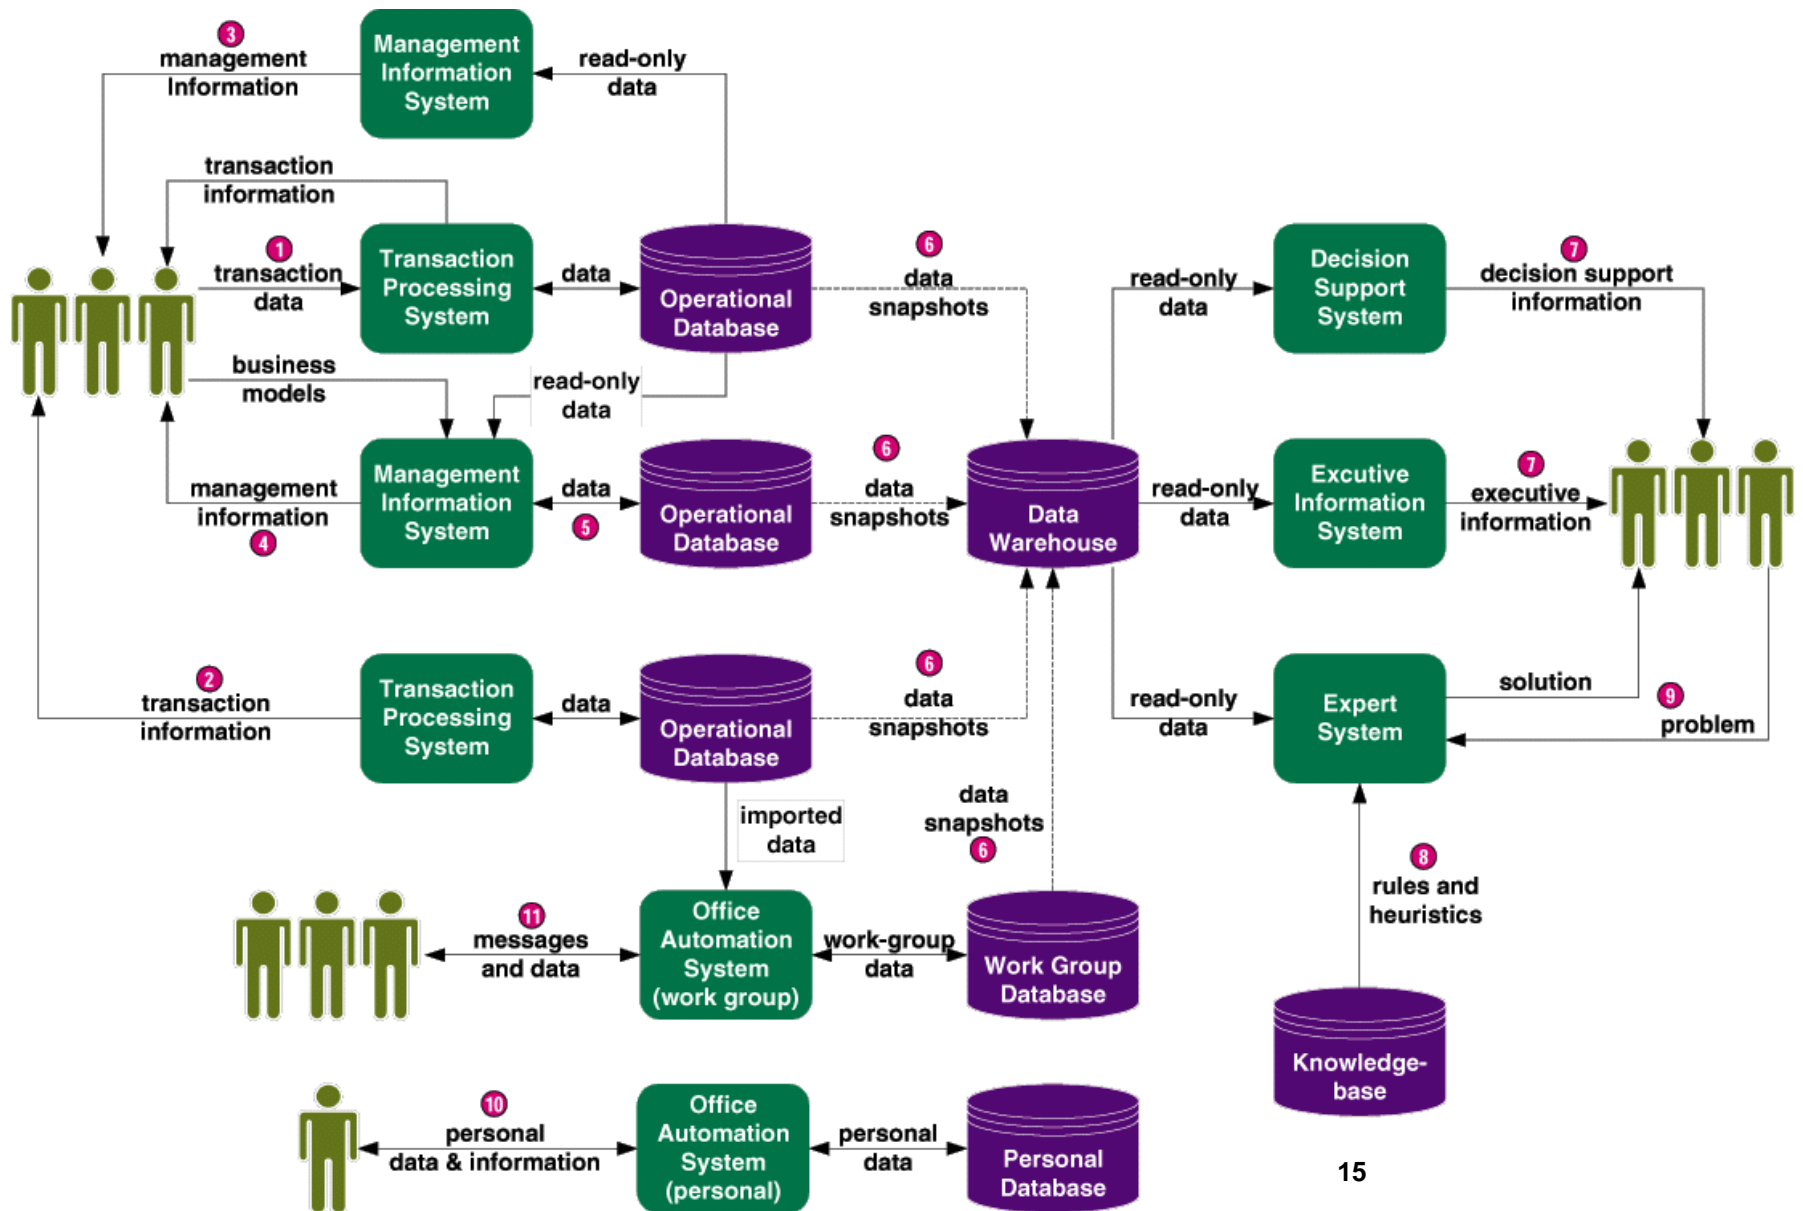 3
management
Information
Management
Information
System
read-only
data
transaction
information
1
transaction
data
Transaction
Processing
System
data
Operational
Database
6
data
snapshots
read-only
data
Decision
Support
System
7
decision support
information
business
models
read-only
data
management
information
4
Management
Information
System
data
5
Operational
Database
6
data
snapshots
Data
Warehouse
read-only
data
Excutive
Information
System
7
executive
information
2
transaction
information
Transaction
Processing
System
data
Operational
Database
6
data
snapshots
read-only
data
Expert
System
solution
9
problem
imported
data
data
snapshots
6
8
rules and
heuristics
11
messages
and data
Office
Automation
System
(work group)
work-group
data
Work Group
Database
Knowledge-
base
10
personal
data & information
Office
Automation
System
(personal)
personal
data
Personal
Database
15